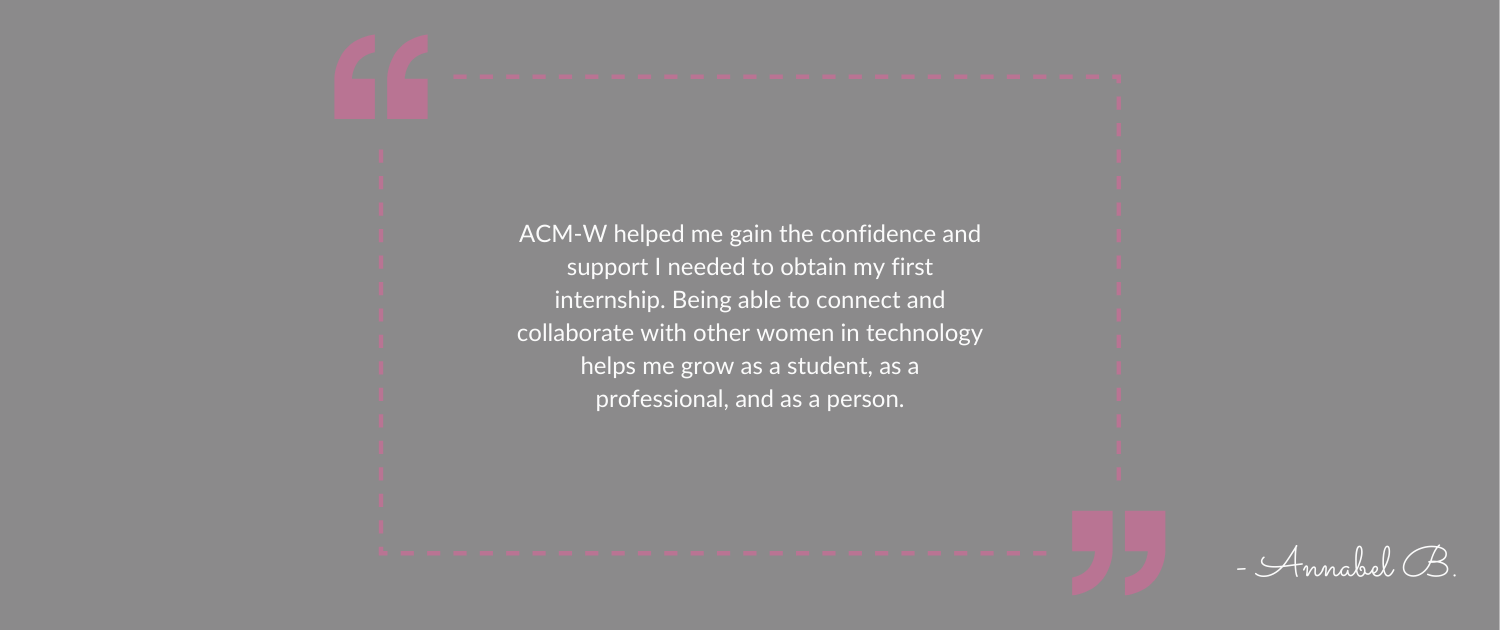 ACM-W helped me gain the confidence and
support I needed to obtain my first
internship. Being able to connect and
collaborate with other women in technology
helps me grow as a student, as a
professional, and as a person.
- Annabel B.